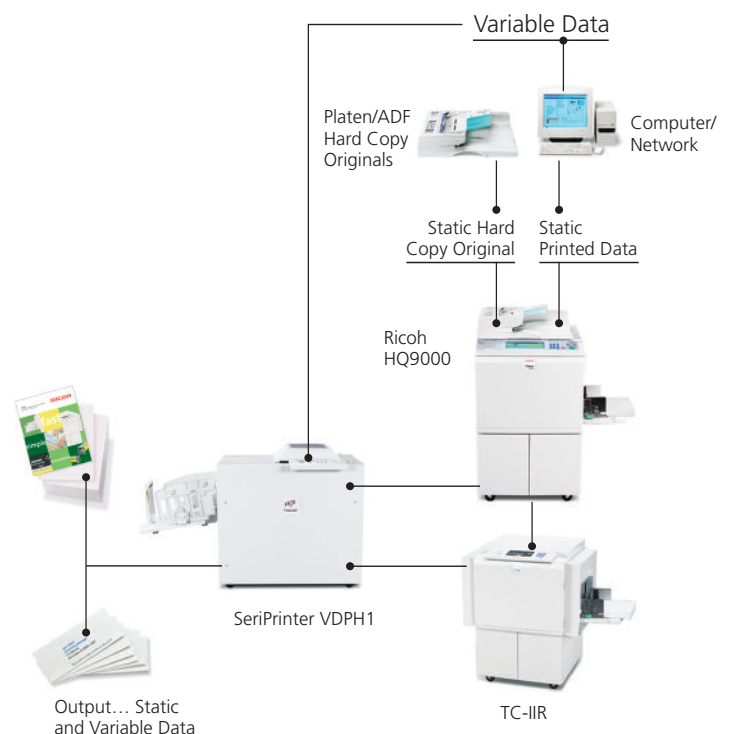 Variable Data
Platen/ADF
Hard Copy
Originals
Computer/
Network
Static Hard
Copy Original
Static
Printed Data
Ricoh
HQ9000
SeriPrinter VDPH1
TC-IIR
Output… Static
and Variable Data
RICOH